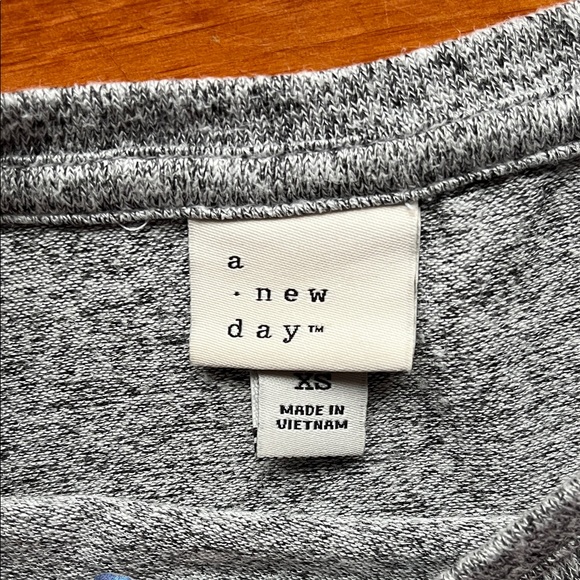 a
· new
day™
XS
MADE IN
VIETNAM